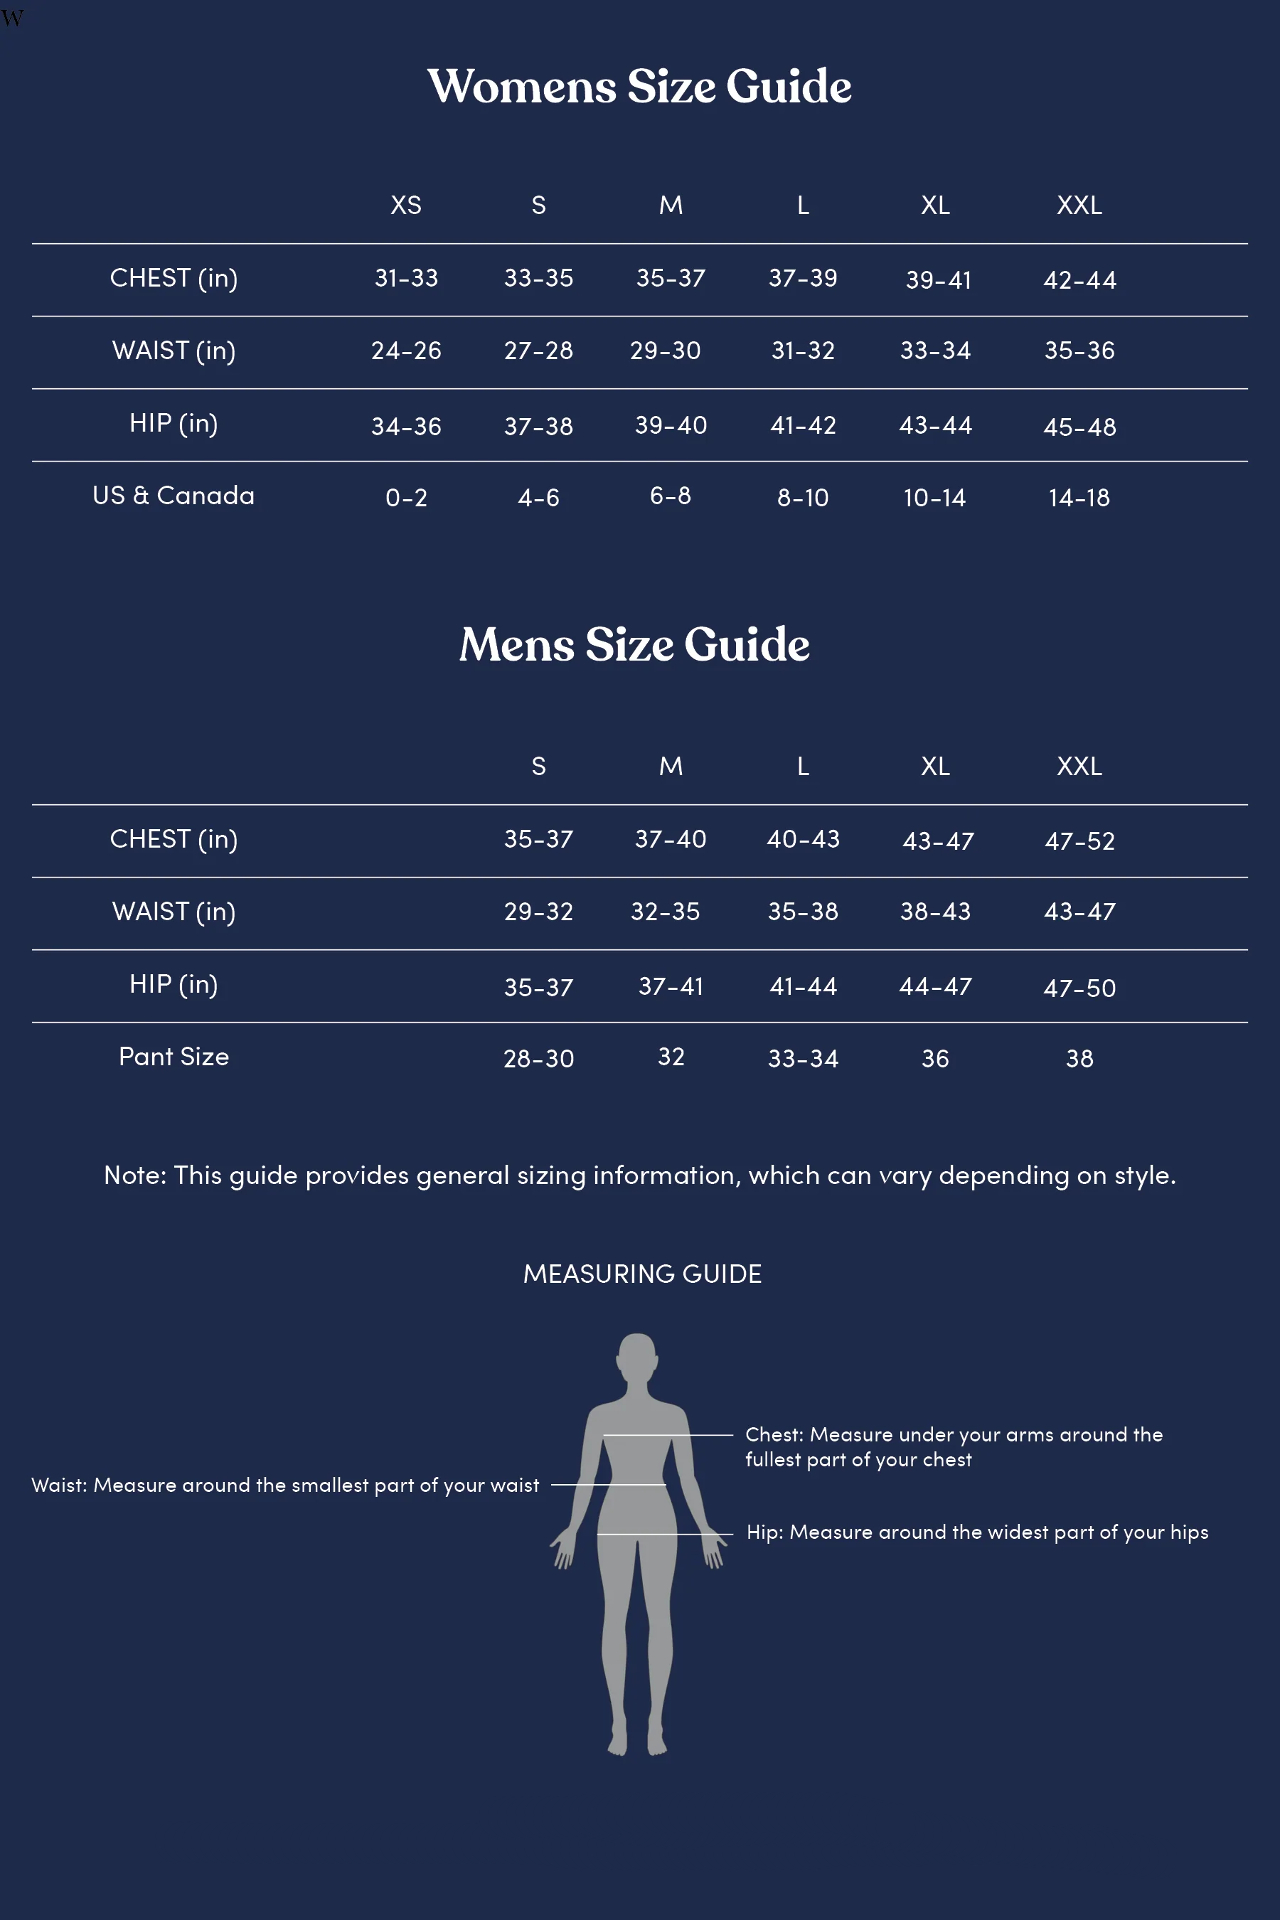 W
Womens Size Guide
XS S M L XL XXL
CHEST (in) 31-33 33-35 35-37 37-39 39-41 42-44
WAIST (in) 24-26 27-28 29-30 31-32 33-34 35-36
HIP (in) 34-36 37-38 39-40 41-42 43-44 45-48
US & Canada 0-2 4-6 6-8 8-10 10-14 14-18
Mens Size Guide
S M L XL XXL
CHEST (in) 35-37 37-40 40-43 43-47 47-52
WAIST (in) 29-32 32-35 35-38 38-43 43-47
HIP (in) 35-37 37-41 41-44 44-47 47-50
Pant Size 28-30 32 33-34 36 38
Note: This guide provides general sizing information, which can vary depending on style.
MEASURING GUIDE
Chest: Measure under your arms around the
fullest part of your chest
Waist: Measure around the smallest part of your waist
Hip: Measure around the widest part of your hips